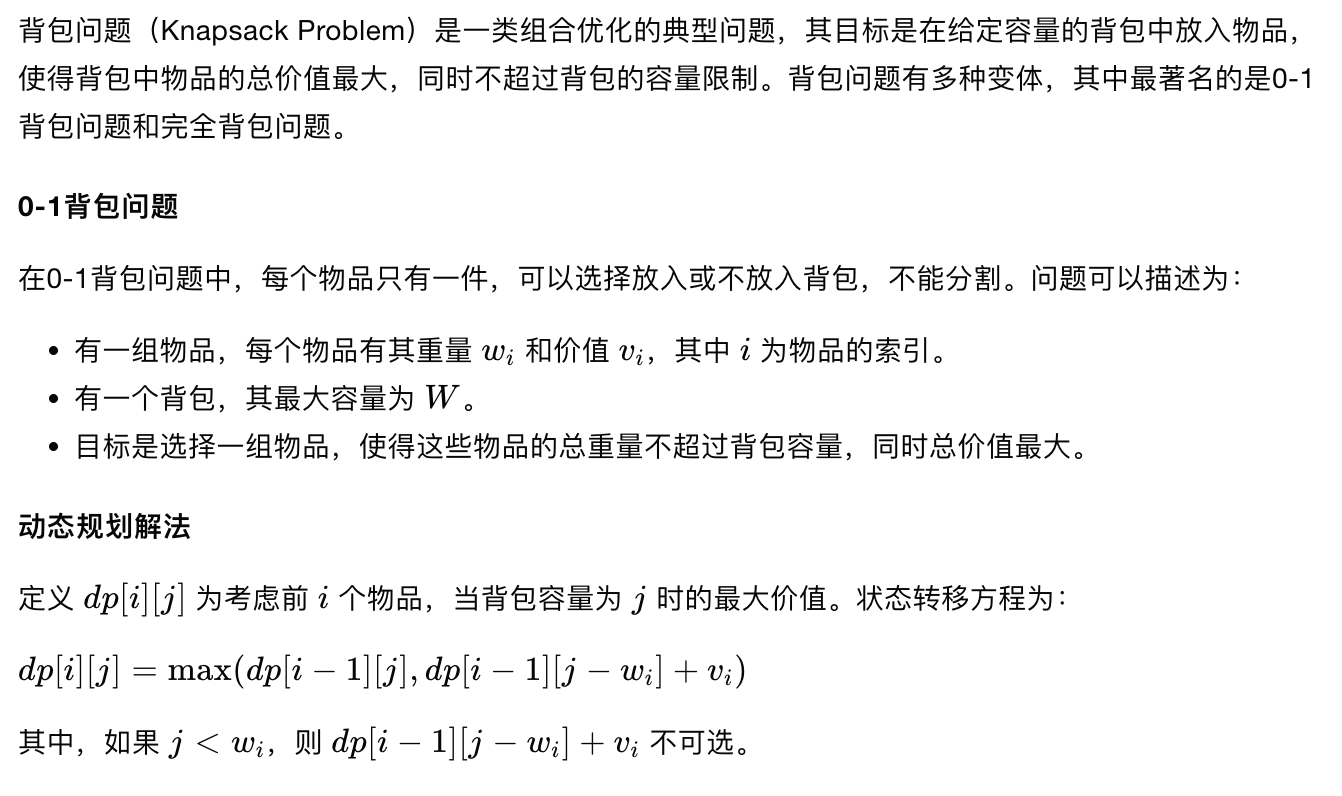 背包问题（Knapsack Problem）是一类组合优化的典型问题，其目标是在给定容量的背包中放入物品，
使得背包中物品的总价值最大，同时不超过背包的容量限制。背包问题有多种变体，其中最著名的是0-1
背包问题和完全背包问题。
0-1背包问题
在0-1背包问题中，每个物品只有一件，可以选择放入或不放入背包，不能分割。问题可以描述为：
• 有一组物品，每个物品有其重量 $w_i$ 和价值 $v_i$，其中 $i$ 为物品的索引。
• 有一个背包，其最大容量为 $W$。
• 目标是选择一组物品，使得这些物品的总重量不超过背包容量，同时总价值最大。
动态规划解法
定义 $dp[i][j]$ 为考虑前 $i$ 个物品，当背包容量为 $j$ 时的最大价值。状态转移方程为：
$dp[i][j] = \max(dp[i-1][j], dp[i-1][j-w_i] + v_i)$
其中，如果 $j < w_i$，则 $dp[i-1][j-w_i] + v_i$ 不可选。